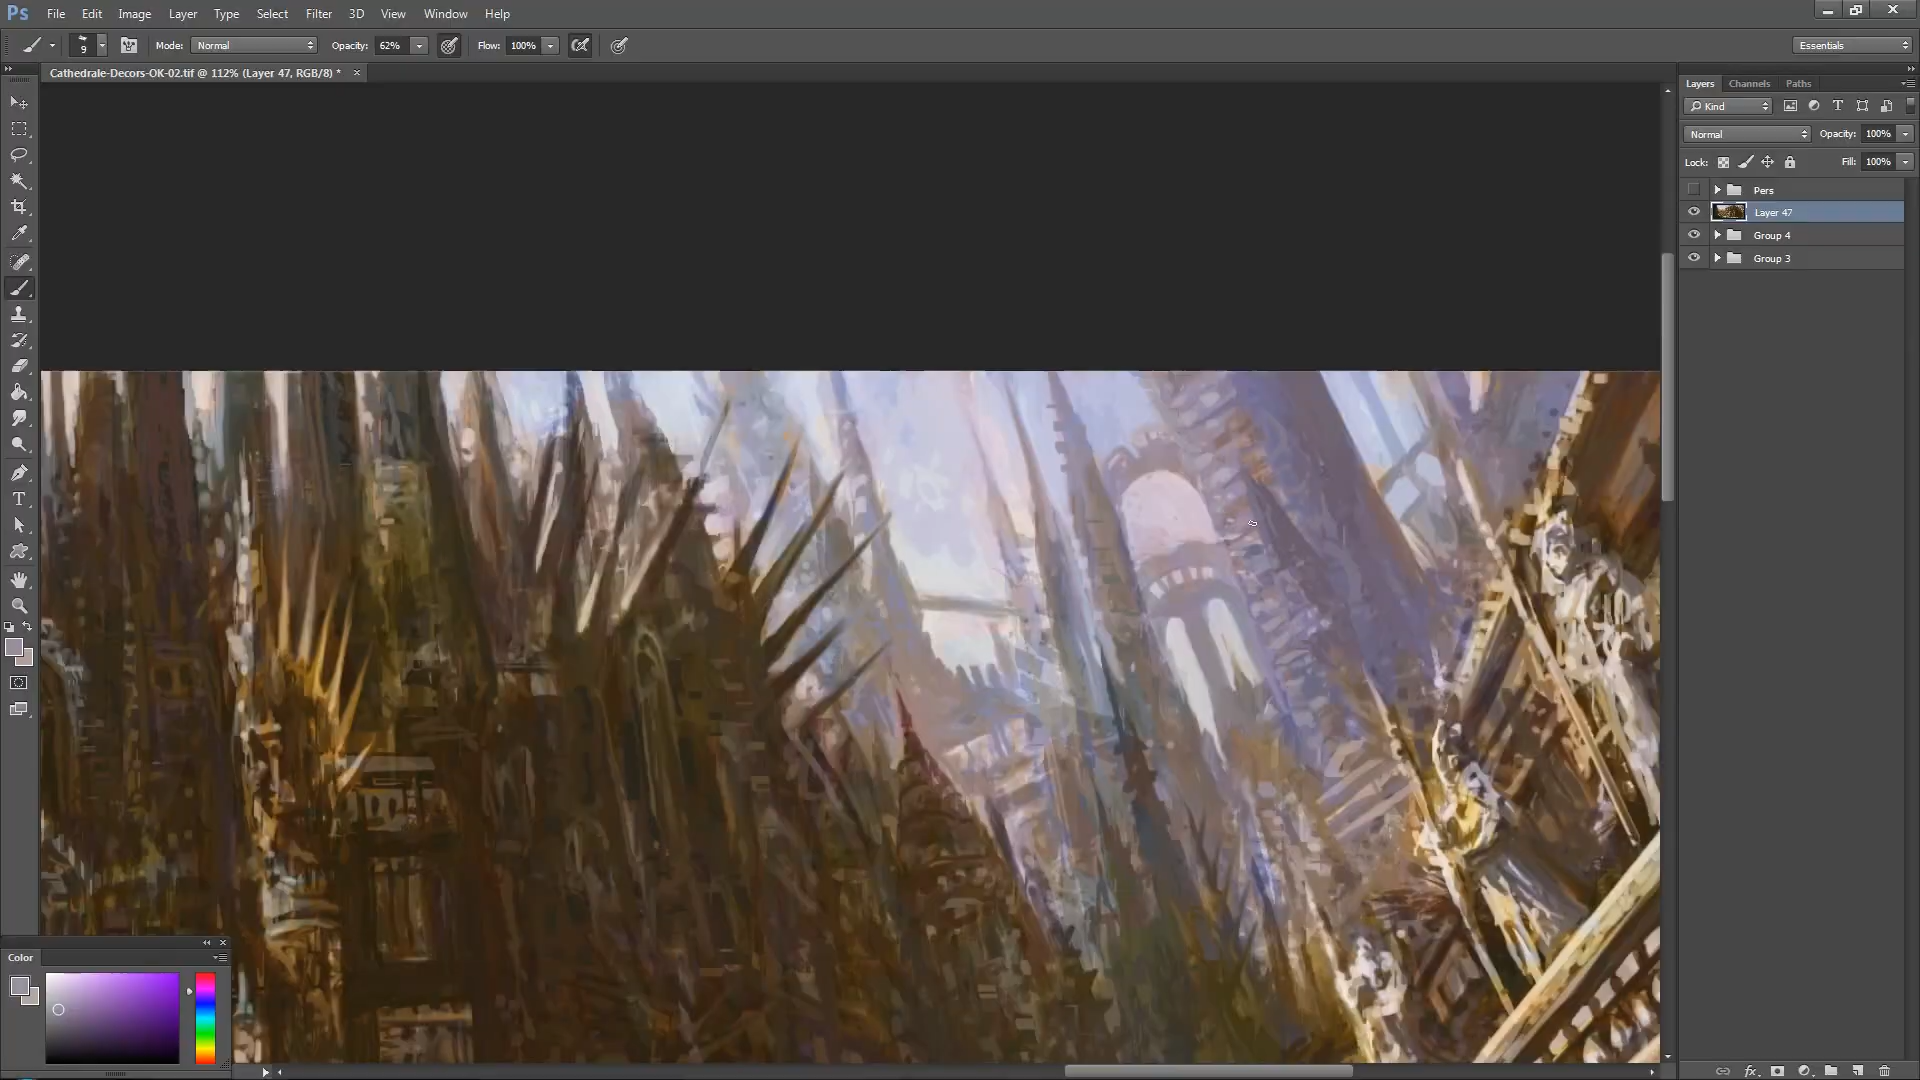 Ps File Edit Image Layer Type Select Filter 3D View Window Help
9 Mode: Normal Opacity: 62% Flow: 100% Essentials
Cathedrale-Decors-OK-02.tif @ 112% (Layer 47, RGB/8) *
Layers Channels Paths
Kind
Normal Opacity: 100%
Lock: Fill: 100%
Pers
Layer 47
Group 4
Group 3
Color